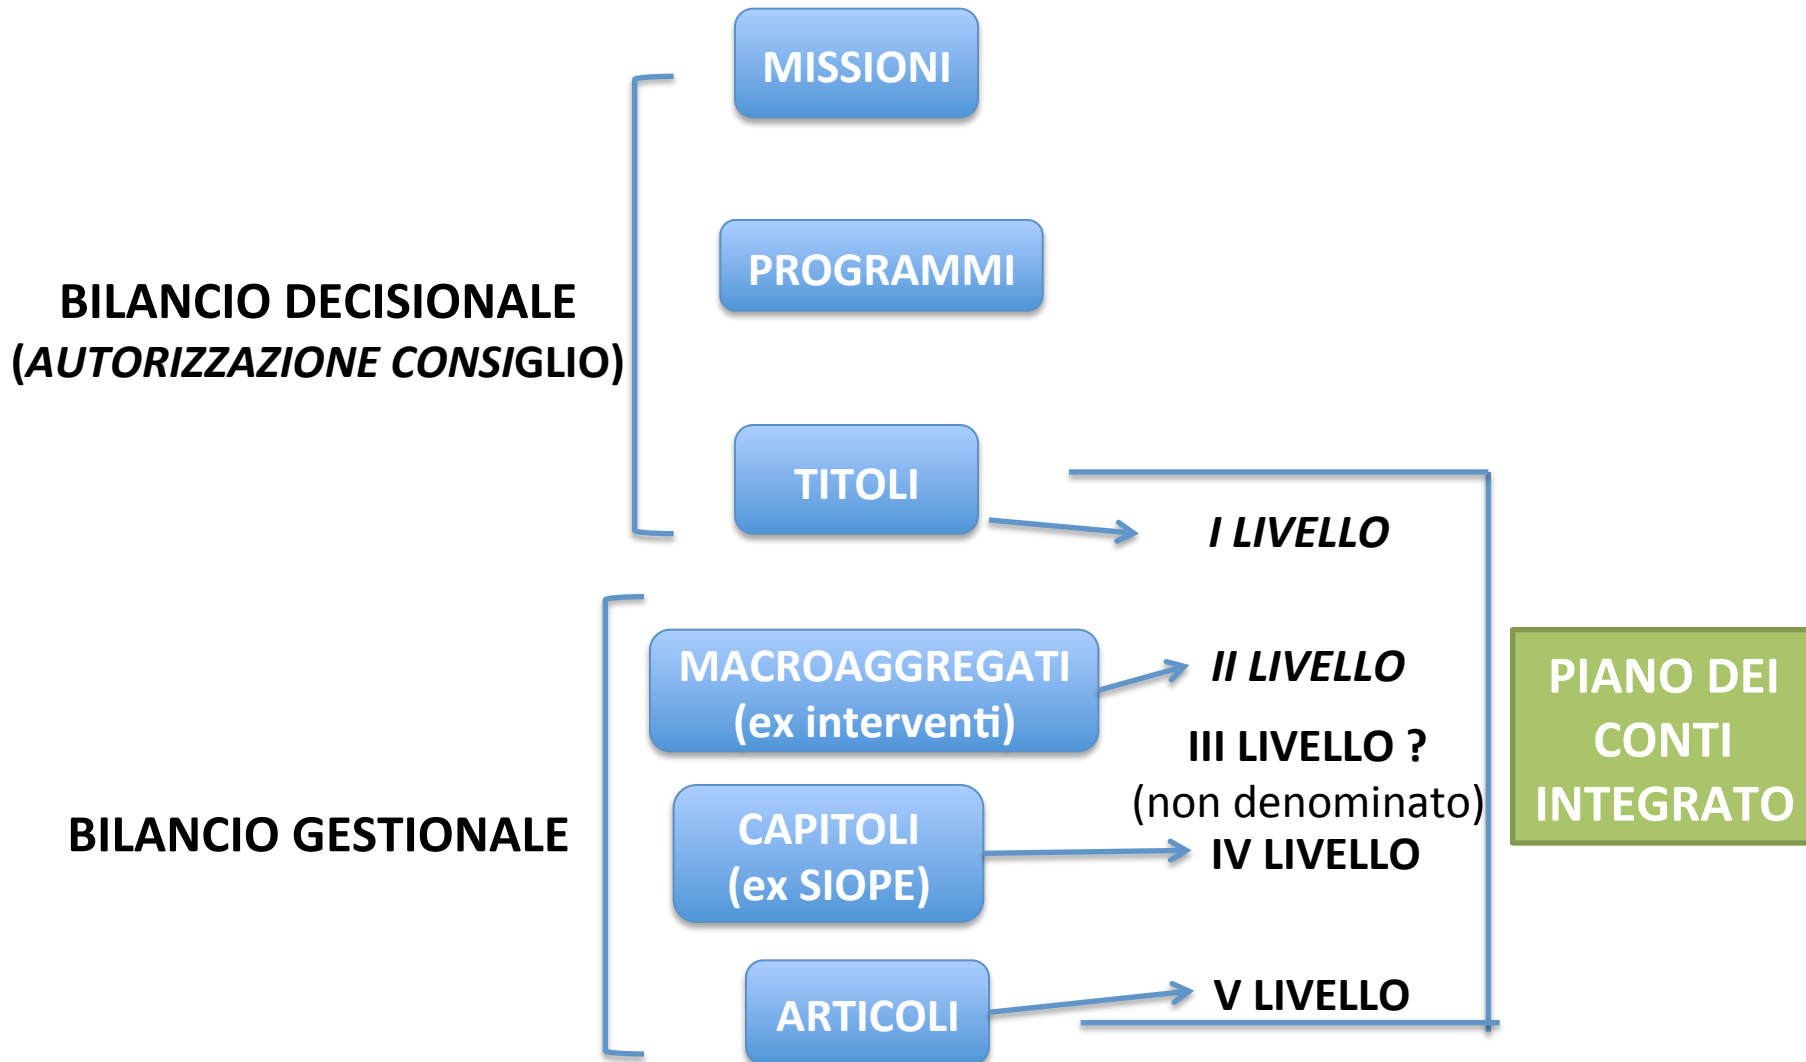 MISSIONI
PROGRAMMI
BILANCIO DECISIONALE
(AUTORIZZAZIONE CONSIGLIO)
TITOLI
I LIVELLO
MACROAGGREGATI
(ex interventi)
II LIVELLO
III LIVELLO ?
(non denominato)
CAPITOLI
(ex SIOPE)
IV LIVELLO
BILANCIO GESTIONALE
ARTICOLI
V LIVELLO
PIANO DEI
CONTI
INTEGRATO